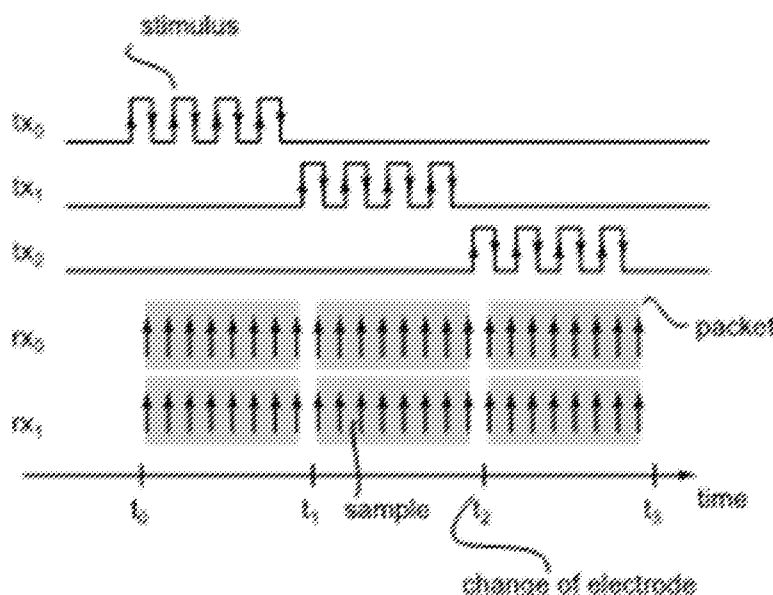 stimulus
tx₀
tx₁
tx₂
rx₀
packet
rx₁
t₀ t₁ sample t₂ t₃ time
change of electrode